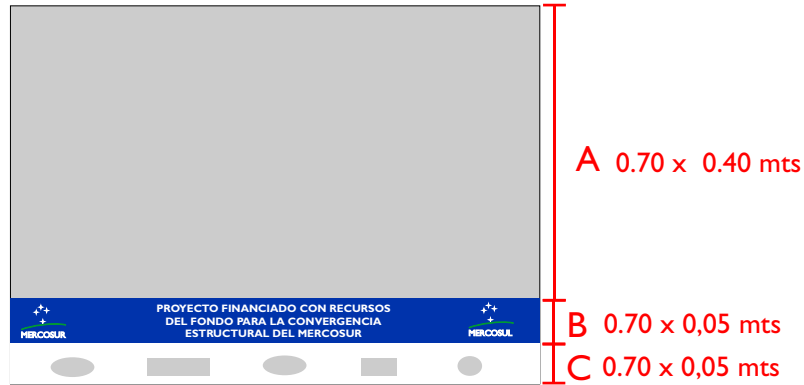 A 0.70 x 0.40 mts
PROYECTO FINANCIADO CON RECURSOS
DEL FONDO PARA LA CONVERGENCIA
ESTRUCTURAL DEL MERCOSUR
MERCOSUR
MERCOSUL
B 0.70 x 0,05 mts
C 0.70 x 0,05 mts